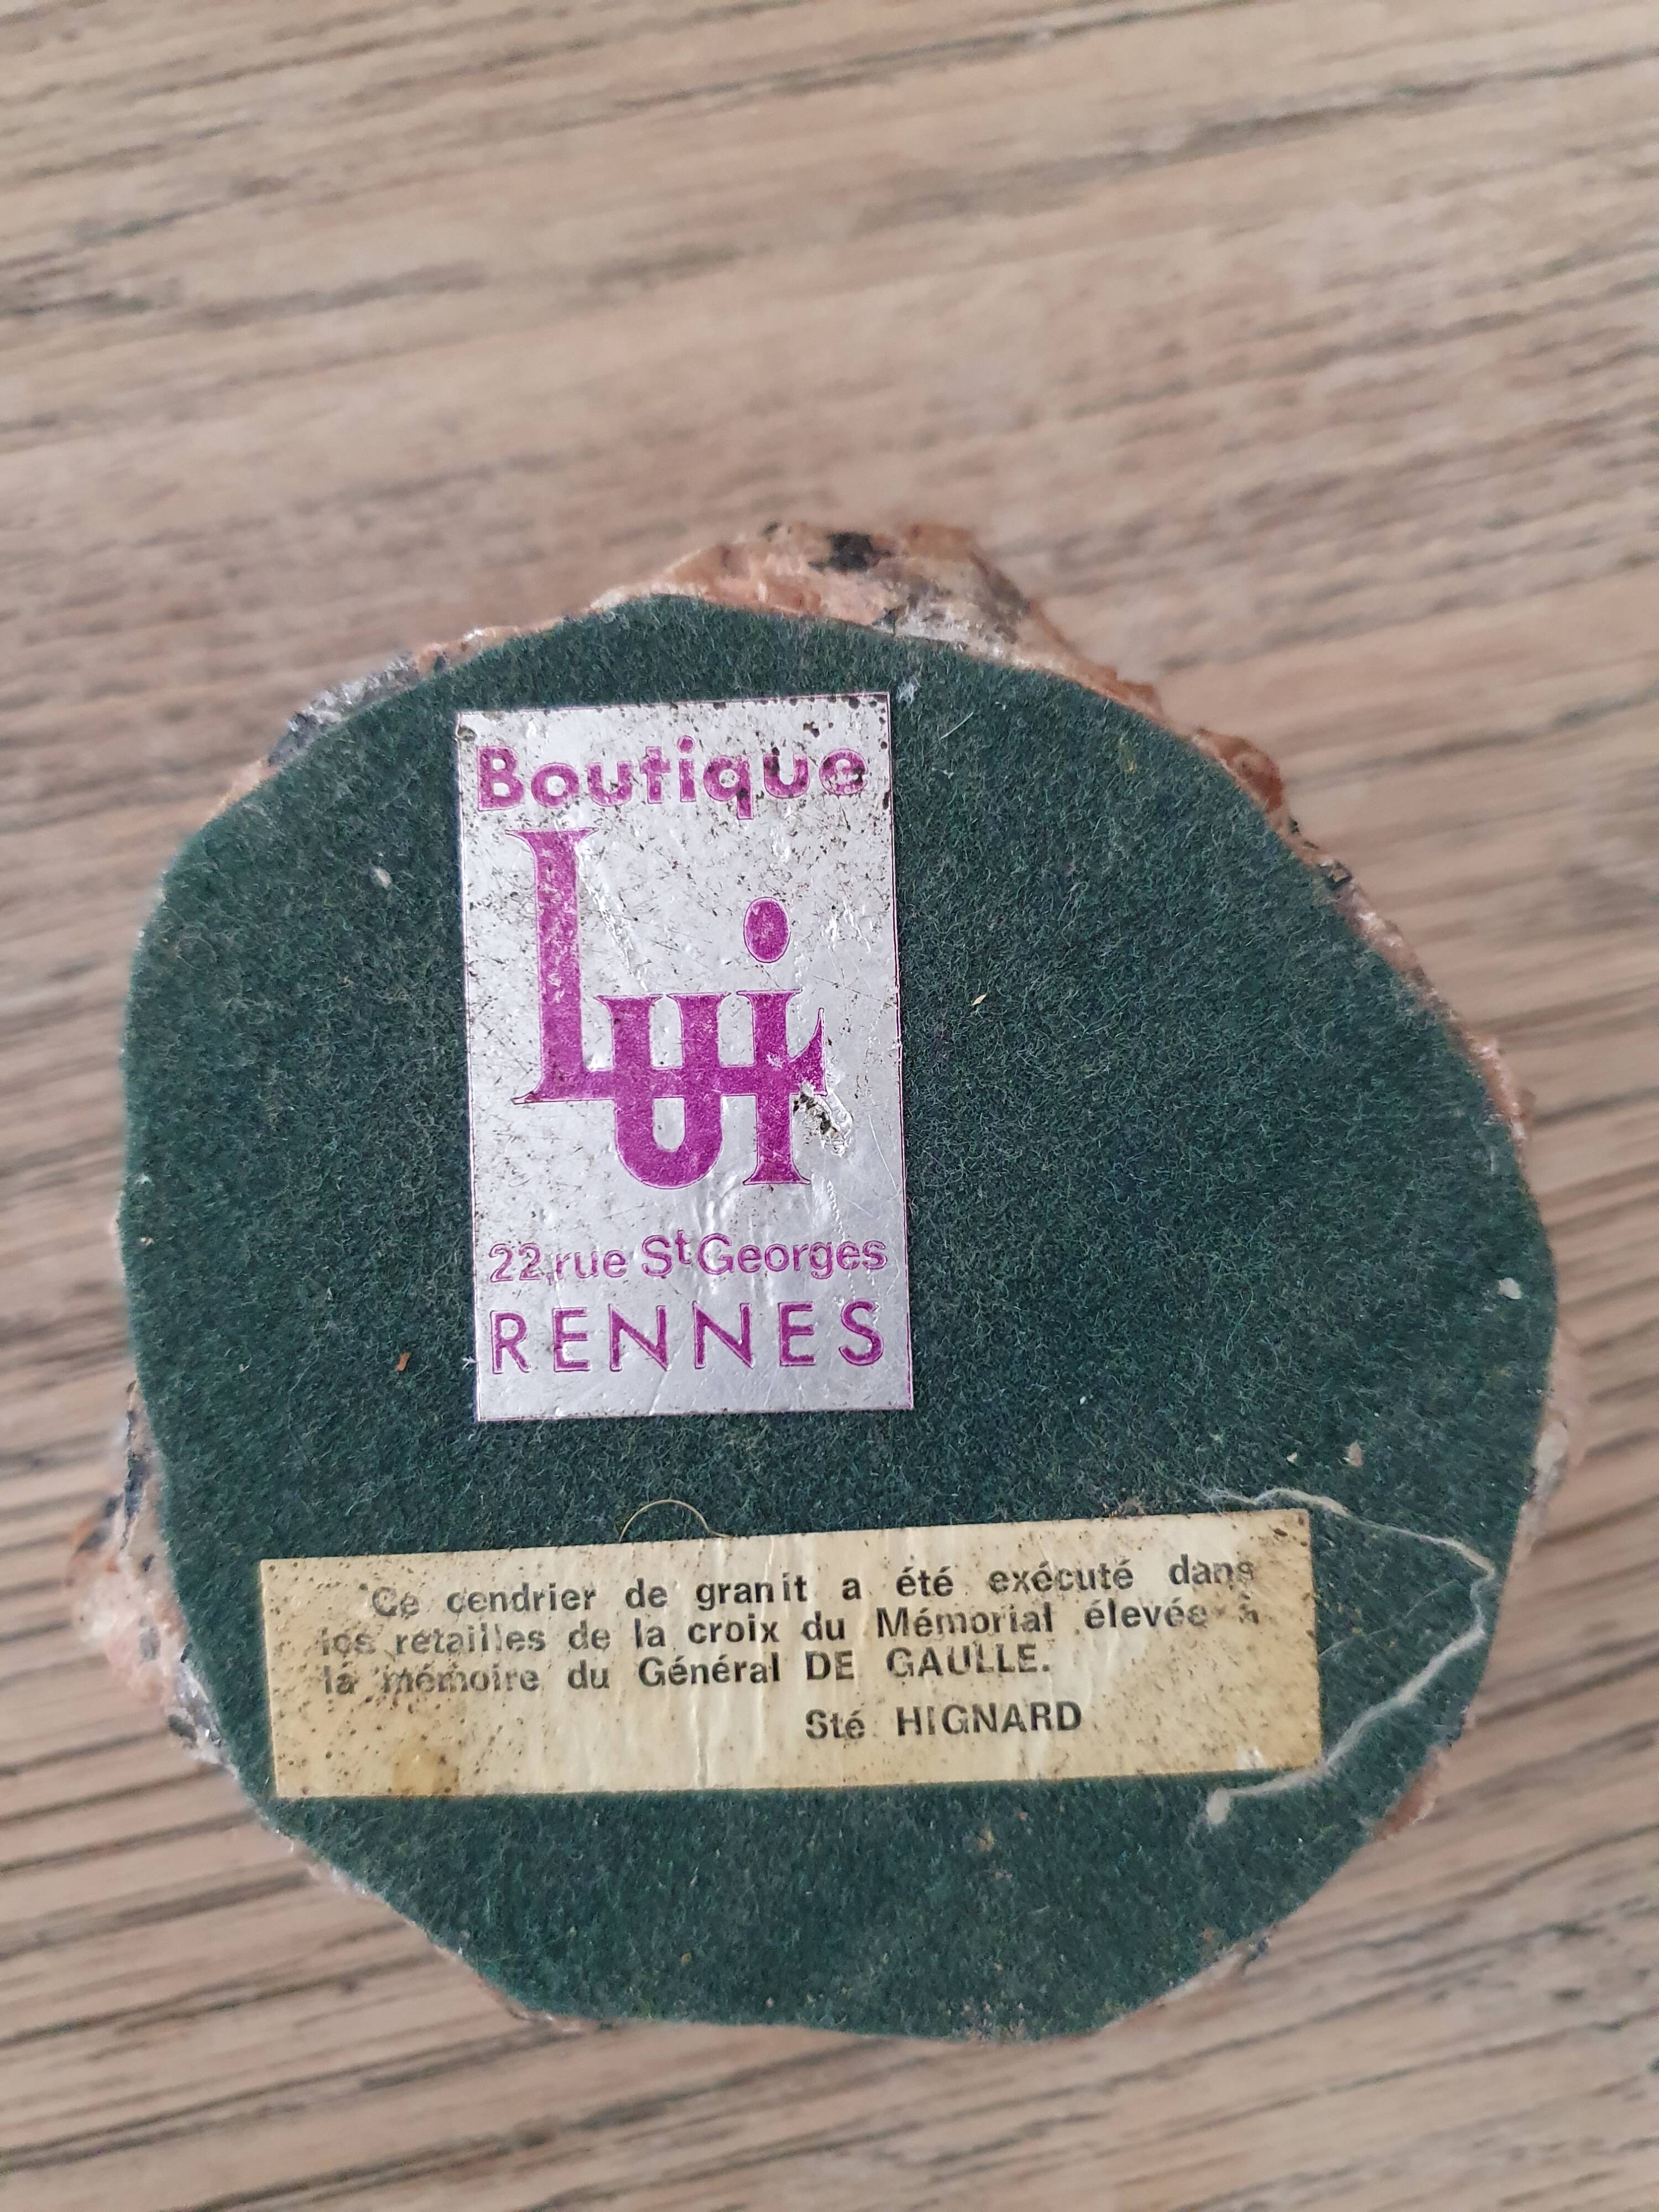 Boutique
Lui
22, rue St Georges
RENNES
Ce cendrier de granit a été exécuté dans
les retailles de la croix du Mémorial élevée à
la mémoire du Général DE GAULLE.
Sté HIGNARD